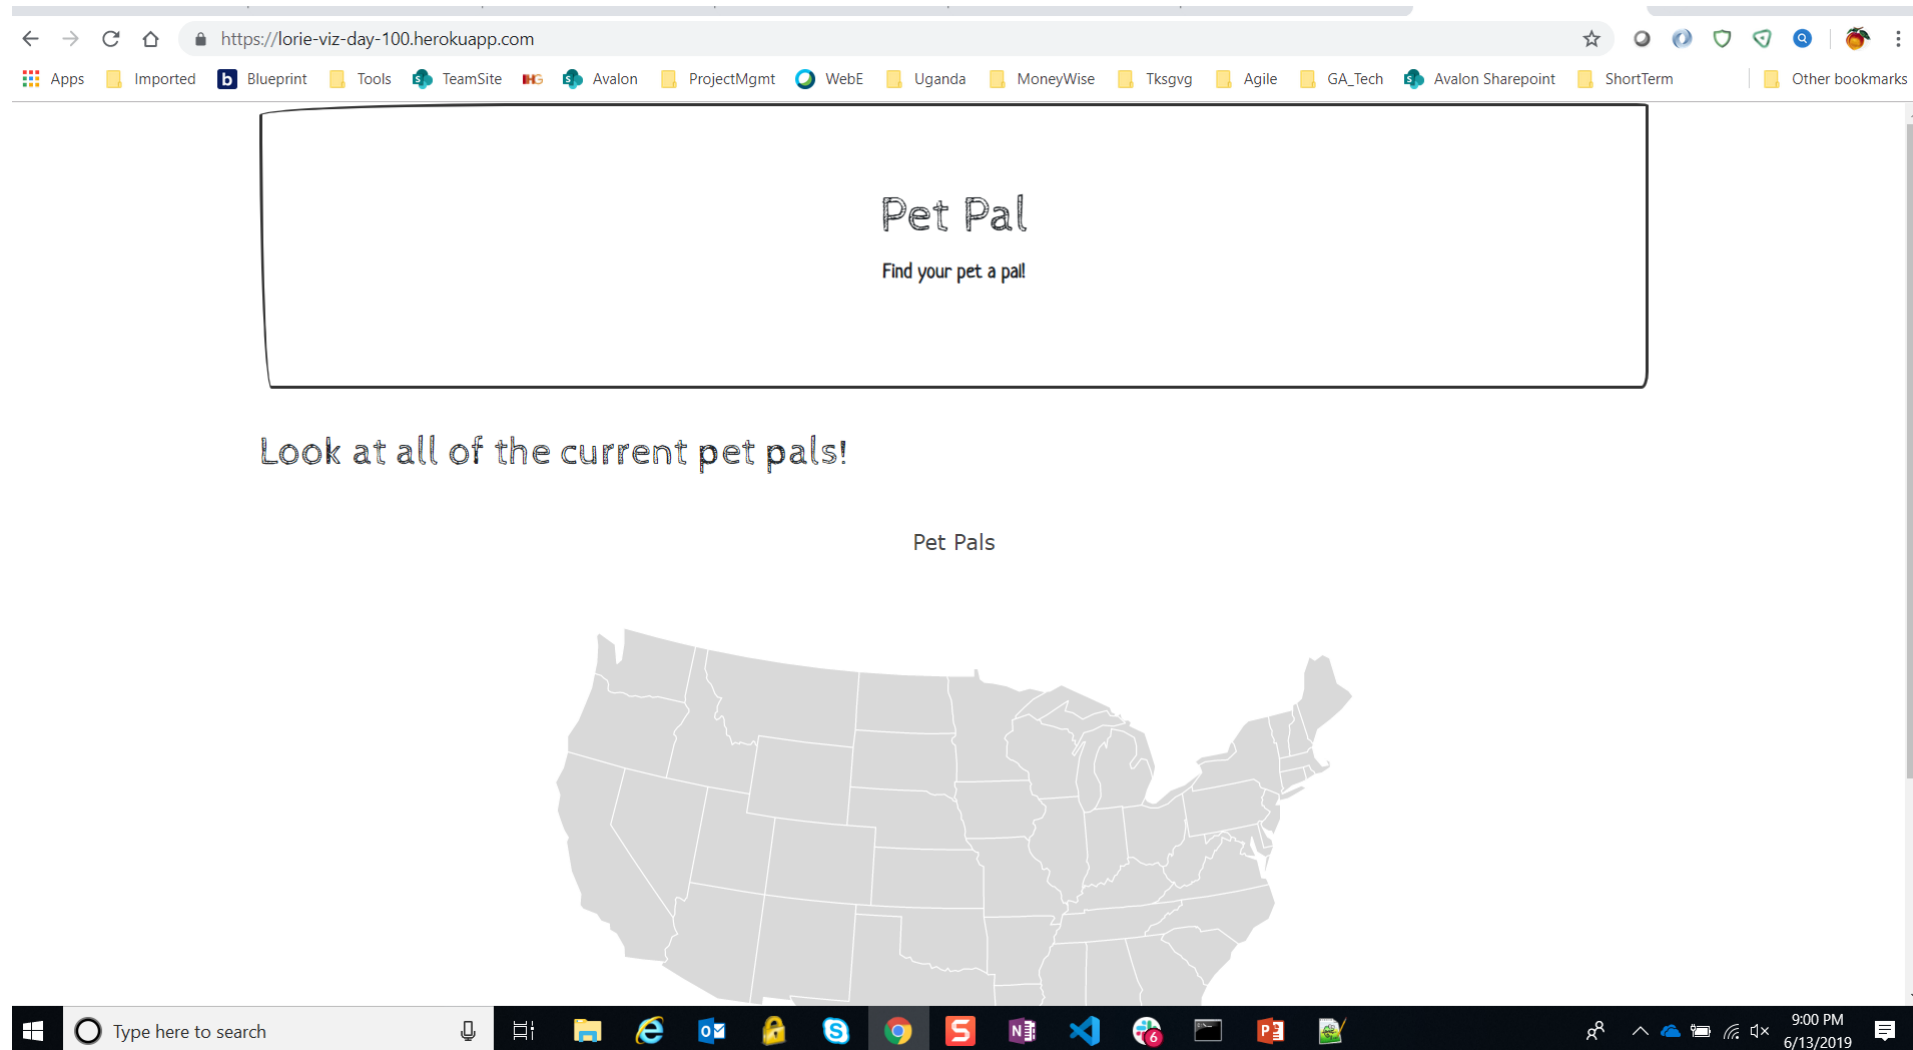 https://lorie-viz-day-100.herokuapp.com
Apps Imported b Blueprint Tools TeamSite IHG Avalon ProjectMgmt WebE Uganda MoneyWise Tksgvg Agile GA_Tech Avalon Sharepoint ShortTerm Other bookmarks
Pet Pal
Find your pet a pal!
Look at all of the current pet pals!
Pet Pals
Type here to search
6
9:00 PM
6/13/2019